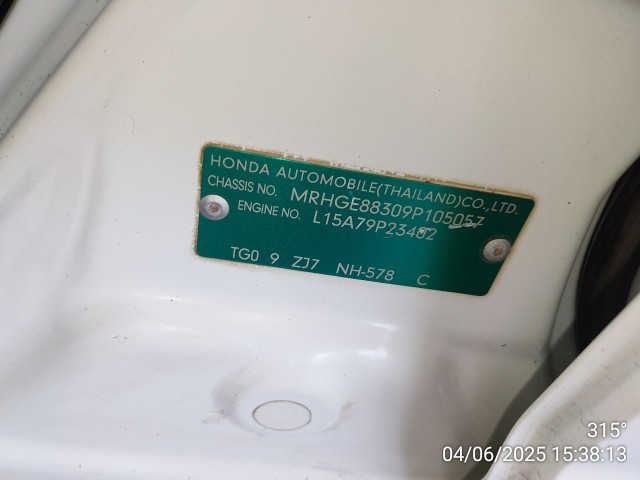 HONDA AUTOMOBILE(THAILAND)CO.,LTD.
CHASSIS NO. MRHGE88309P105057
ENGINE NO. L15A79P23402
TG0 9 ZJ7 NH-578 C
315°
04/06/2025 15:38:13